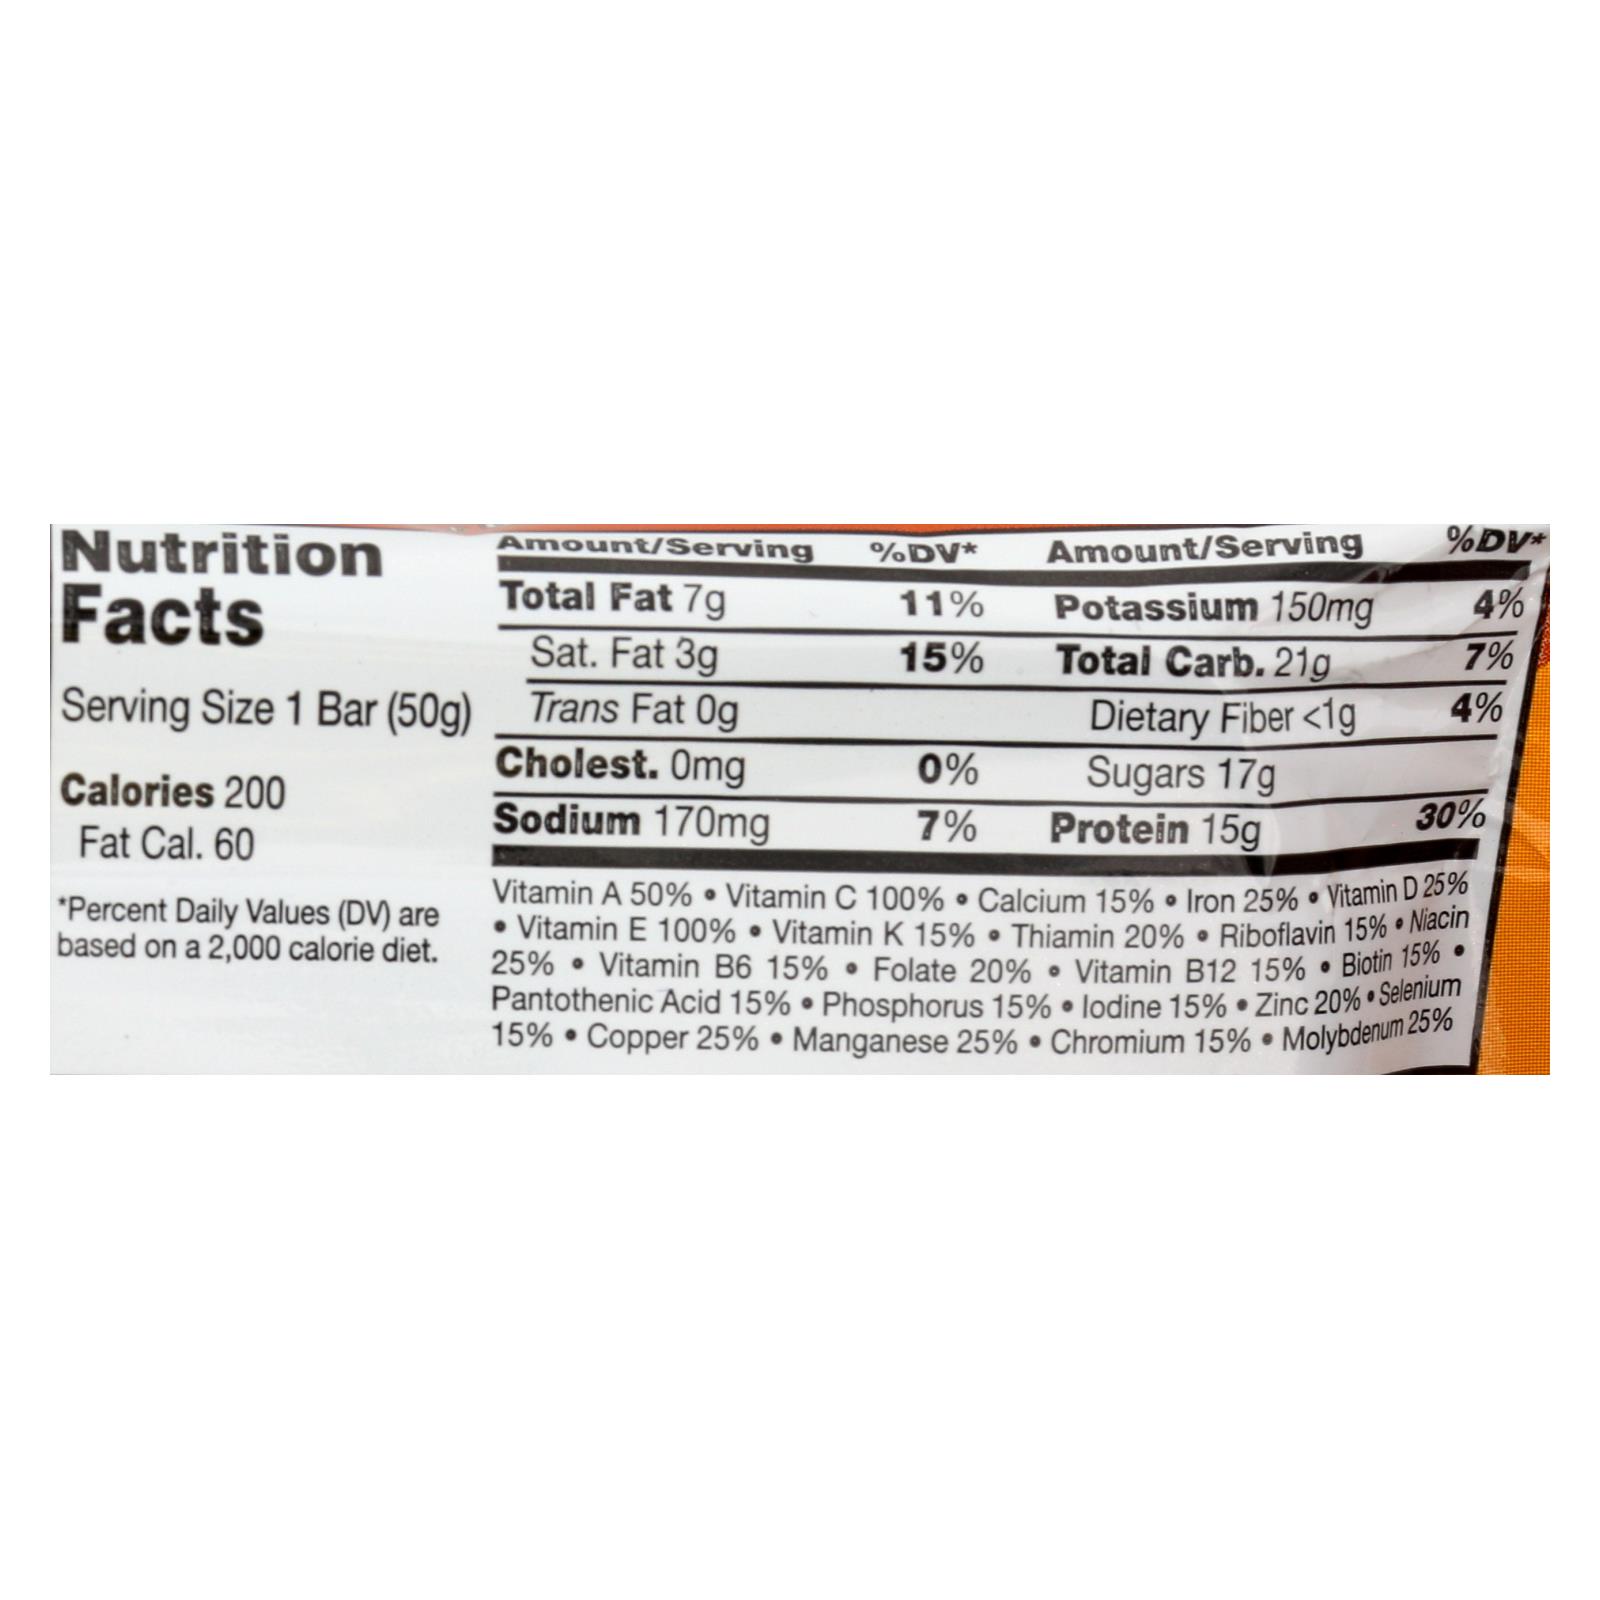 Nutrition
Facts
Serving Size 1 Bar (50g)
Calories 200
Fat Cal. 60
*Percent Daily Values (DV) are
based on a 2,000 calorie diet.
Amount/Serving %DV* Amount/Serving %DV*
Total Fat 7g 11% Potassium 150mg 4%
Sat. Fat 3g 15% Total Carb. 21g 7%
Trans Fat 0g Dietary Fiber <1g 4%
Cholest. 0mg 0% Sugars 17g
Sodium 170mg 7% Protein 15g 30%
Vitamin A 50% • Vitamin C 100% • Calcium 15% • Iron 25% • Vitamin D 25%
• Vitamin E 100% • Vitamin K 15% • Thiamin 20% • Riboflavin 15% • Niacin
25% • Vitamin B6 15% • Folate 20% • Vitamin B12 15% • Biotin 15% •
Pantothenic Acid 15% • Phosphorus 15% • Iodine 15% • Zinc 20% • Selenium
15% • Copper 25% • Manganese 25% • Chromium 15% • Molybdenum 25%